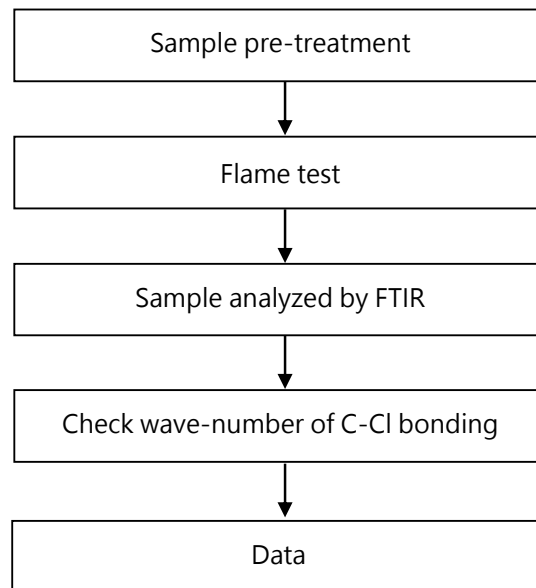 Sample pre-treatment
Flame test
Sample analyzed by FTIR
Check wave-number of C-Cl bonding
Data